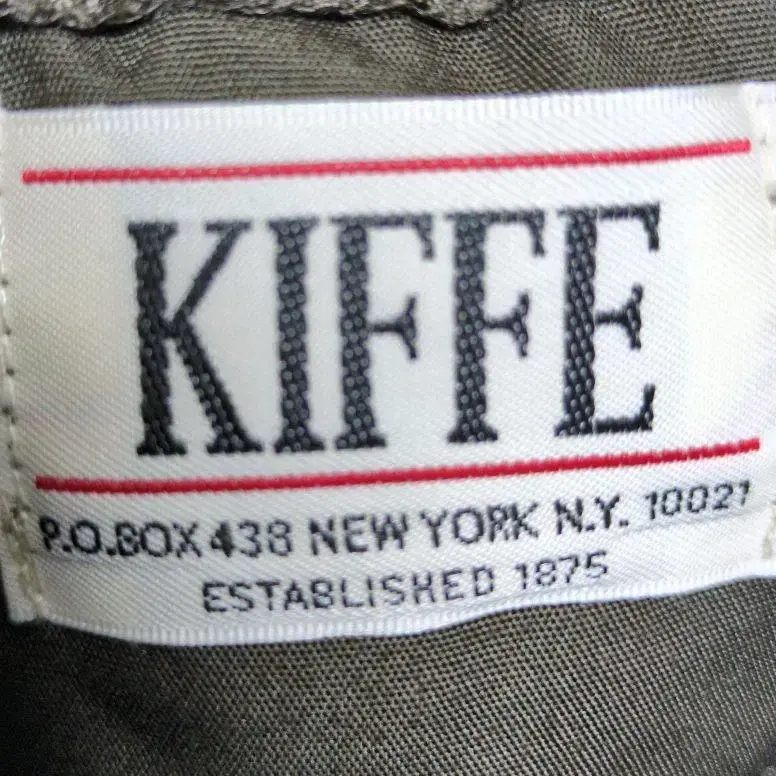 KIFFE
P.O.BOX 438 NEW YORK N.Y. 10021
ESTABLISHED 1875